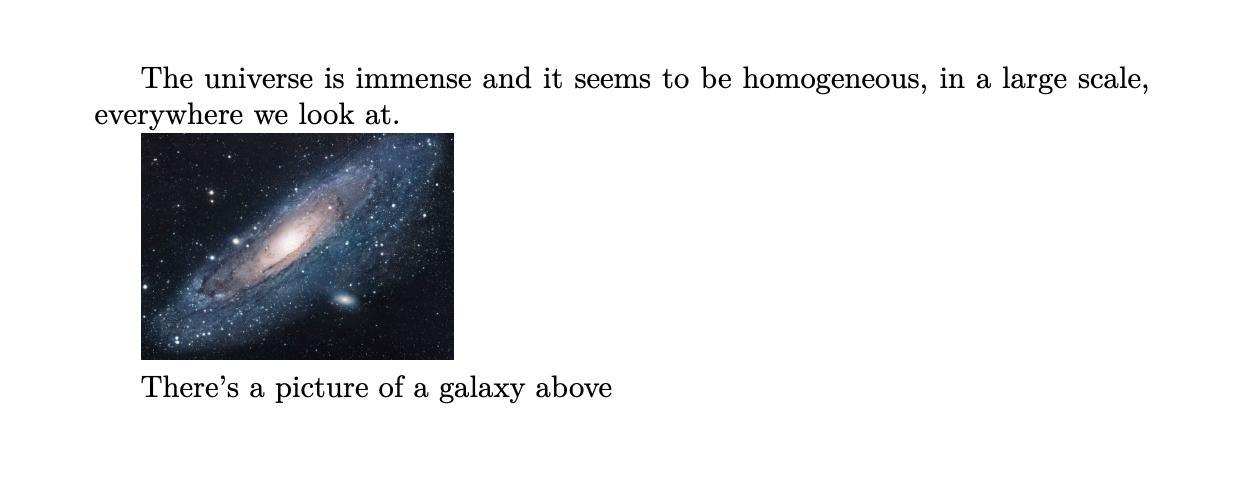 The universe is immense and it seems to be homogeneous, in a large scale,
everywhere we look at.
There’s a picture of a galaxy above